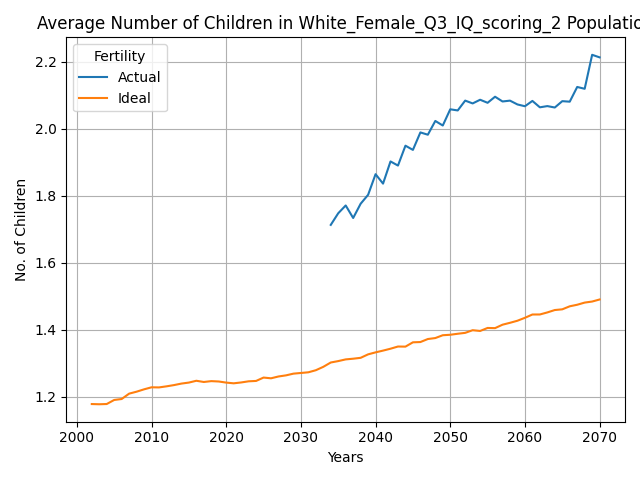 Average Number of Children in White_Female_Q3_IQ_scoring_2 Populatio
Fertility
Actual
Ideal
No. of Children
2.2
2.0
1.8
1.6
1.4
1.2
2000 2010 2020 2030 2040 2050 2060 2070
Years